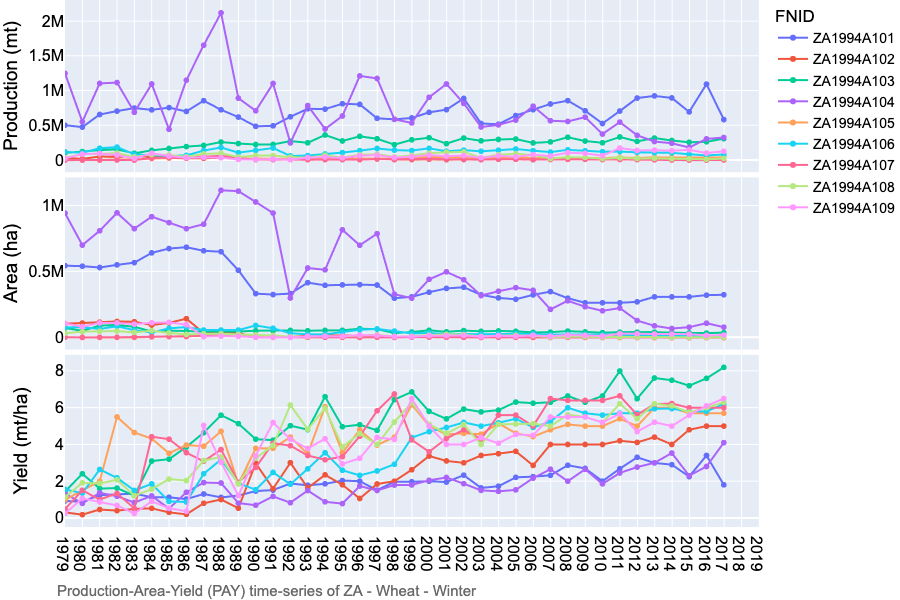 FNID
ZA1994A101
ZA1994A102
ZA1994A103
ZA1994A104
ZA1994A105
ZA1994A106
ZA1994A107
ZA1994A108
ZA1994A109
Production (mt)
2M
1.5M
1M
0.5M
0
Area (ha)
1M
0.5M
0
Yield (mt/ha)
8
6
4
2
0
1979
1980
1981
1982
1983
1984
1985
1986
1987
1988
1989
1990
1991
1992
1993
1994
1995
1996
1997
1998
1999
2000
2001
2002
2003
2004
2005
2006
2007
2008
2009
2010
2011
2012
2013
2014
2015
2016
2017
2018
2019
Production-Area-Yield (PAY) time-series of ZA - Wheat - Winter